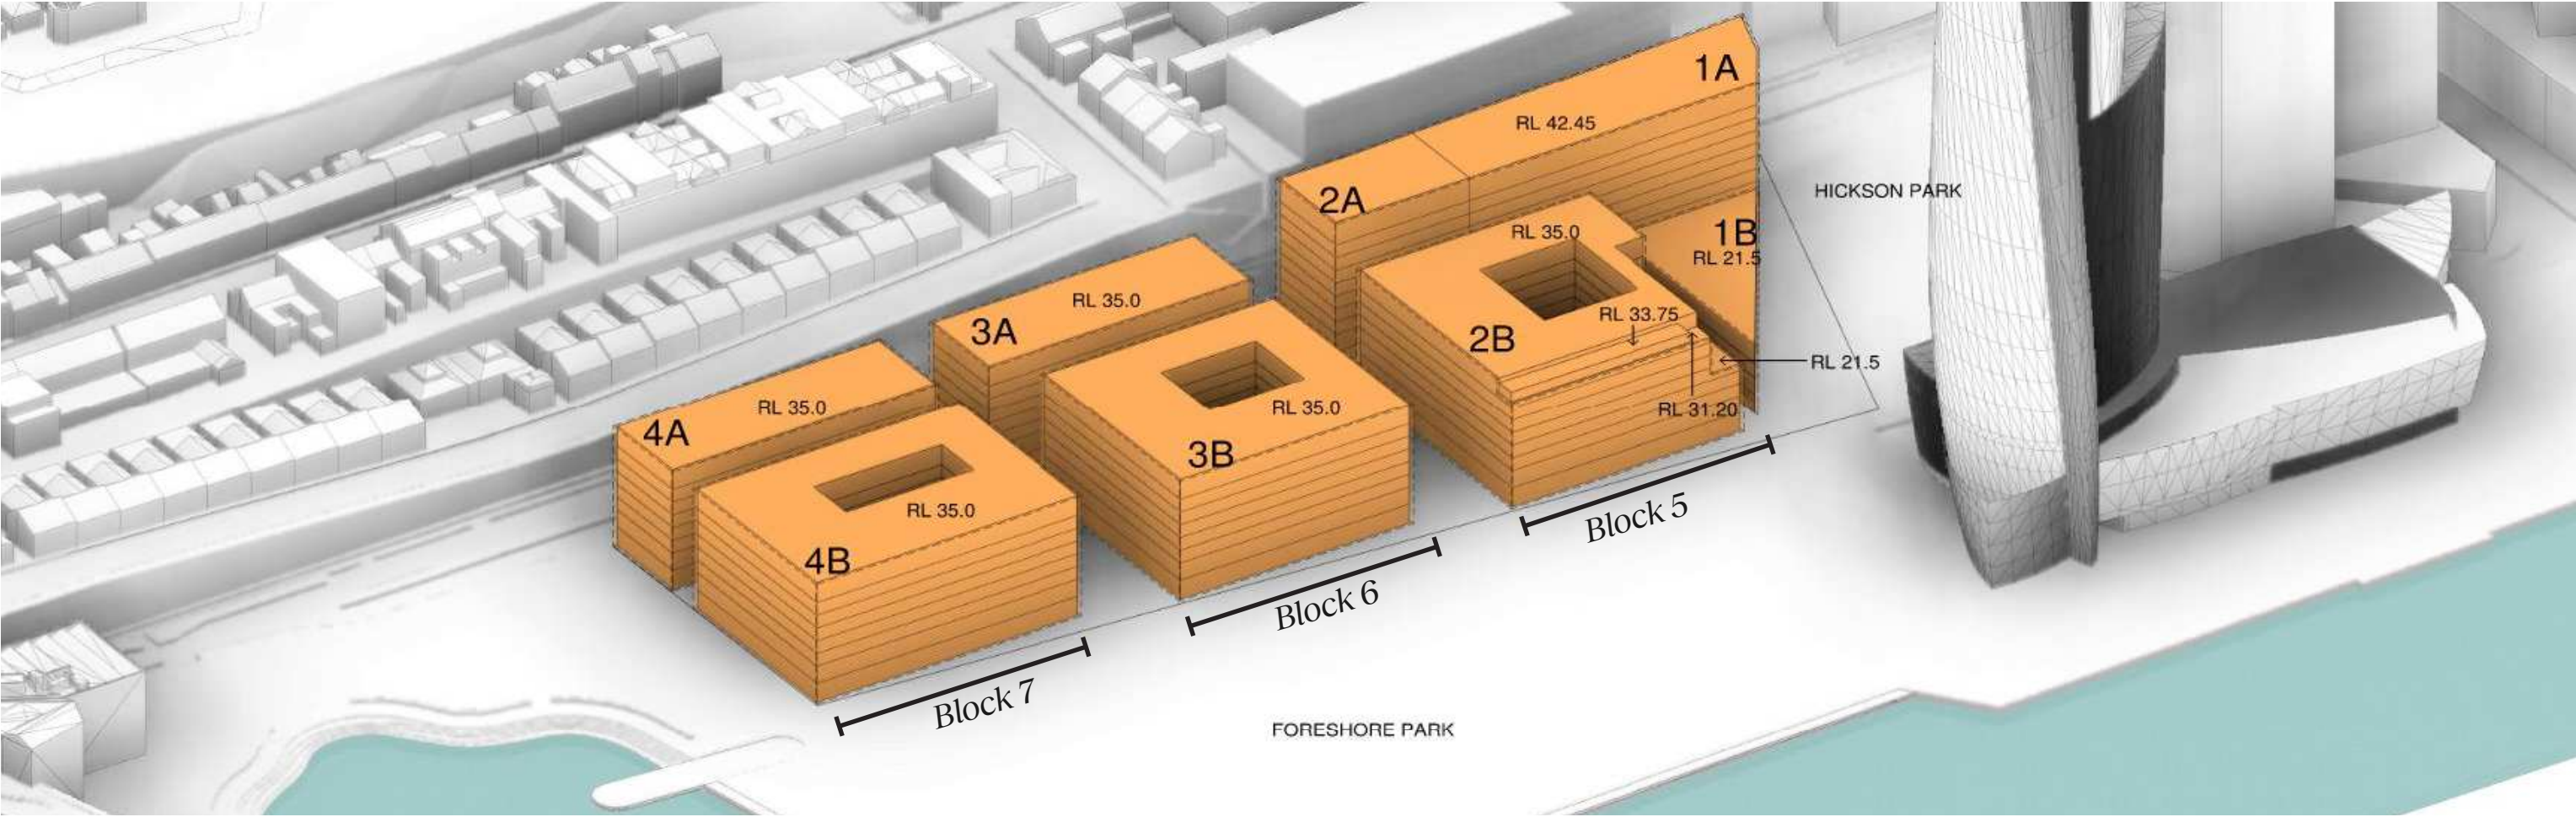 1A
RL 42.45
HICKSON PARK
2A
1B
RL 21.5
RL 35.0
RL 35.0
3A
RL 33.75
2B
RL 21.5
RL 35.0
4A
RL 35.0
RL 31.20
3B
RL 35.0
4B
Block 5
Block 6
Block 7
FORESHORE PARK